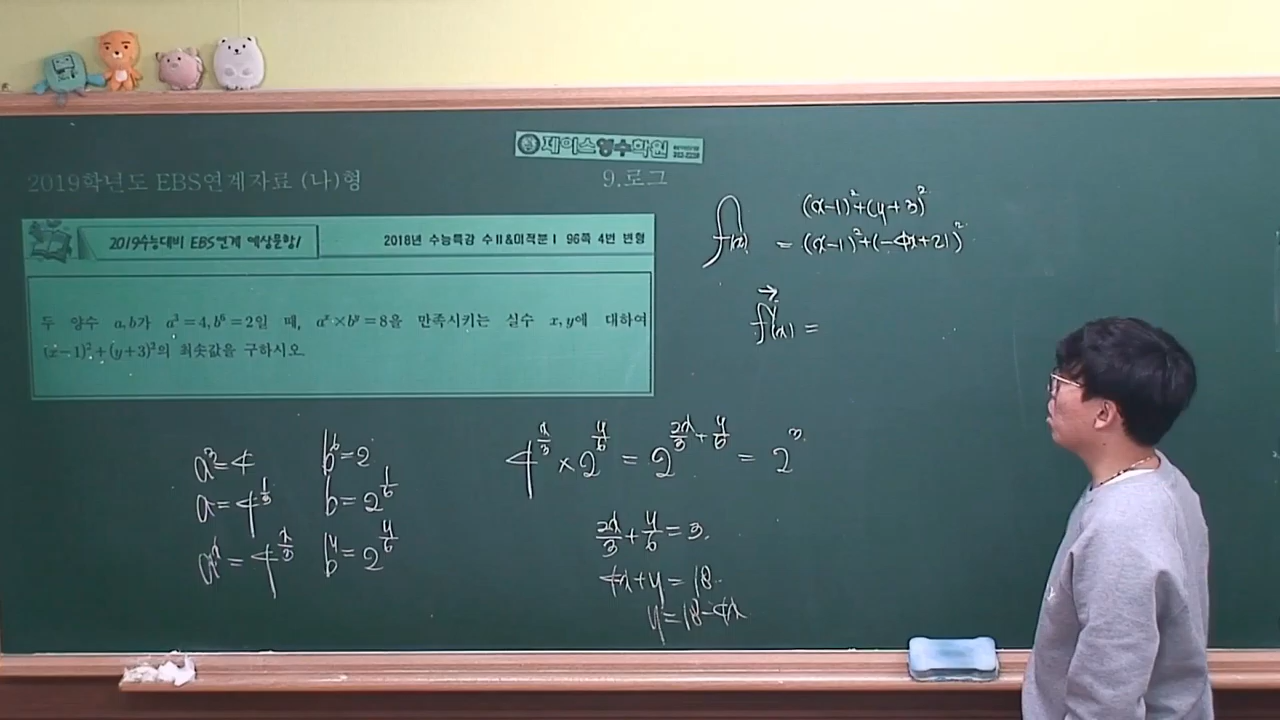 제이스영수학원
2019학년도 EBS연계자료 (나)형
9.로그
2019수능대비 EBS연계 예상문항1
2018년 수능특강 수Ⅱ&미적분Ⅰ 96쪽 4번 변형
두 양수 a, b가 a³=4, b⁶=2일 때, aˣ×bʸ=8을 만족시키는 실수 x, y에 대하여
(x−1)²+(y+3)²의 최솟값을 구하시오.
(x-1)²+(y+3)²
f(x) = (x-1)²+(-4x+21)²
f'(x) =
a³=4
a=4^(1/3)
a^x=4^(x/3)
b⁶=2
b=2^(1/6)
b^y=2^(y/6)
4^(x/3)×2^(y/6)=2^(2x/3+y/6)=2³
2x/3+y/6=3.
4x+y=18.
y=18-4x